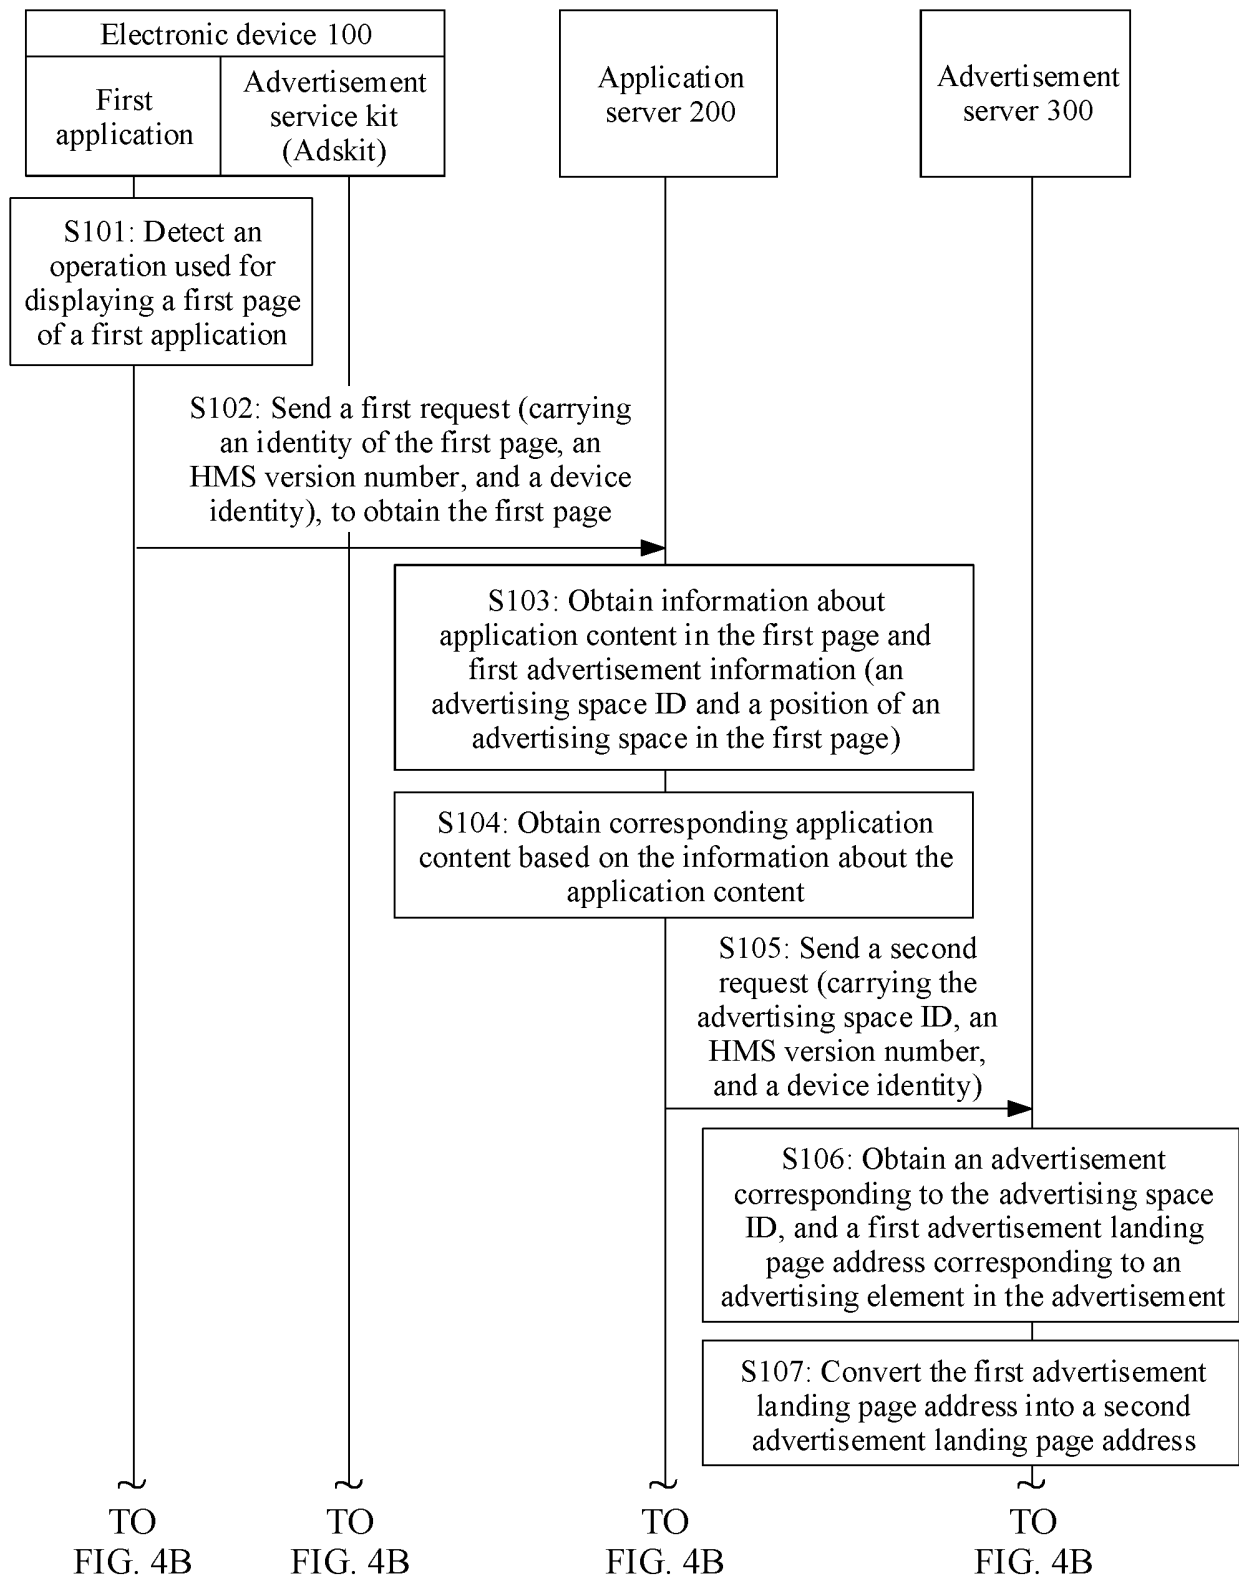 Electronic device 100
First
application
Advertisement
service kit
(Adskit)
Application
server 200
Advertisement
server 300
S101: Detect an
operation used for
displaying a first page
of a first application
S102: Send a first request (carrying
an identity of the first page, an
HMS version number, and a device
identity), to obtain the first page
S103: Obtain information about
application content in the first page and
first advertisement information (an
advertising space ID and a position of an
advertising space in the first page)
S104: Obtain corresponding application
content based on the information about the
application content
S105: Send a second
request (carrying the
advertising space ID, an
HMS version number,
and a device identity)
S106: Obtain an advertisement
corresponding to the advertising space
ID, and a first advertisement landing
page address corresponding to an
advertising element in the advertisement
S107: Convert the first advertisement
landing page address into a second
advertisement landing page address
TO
FIG. 4B
TO
FIG. 4B
TO
FIG. 4B
TO
FIG. 4B